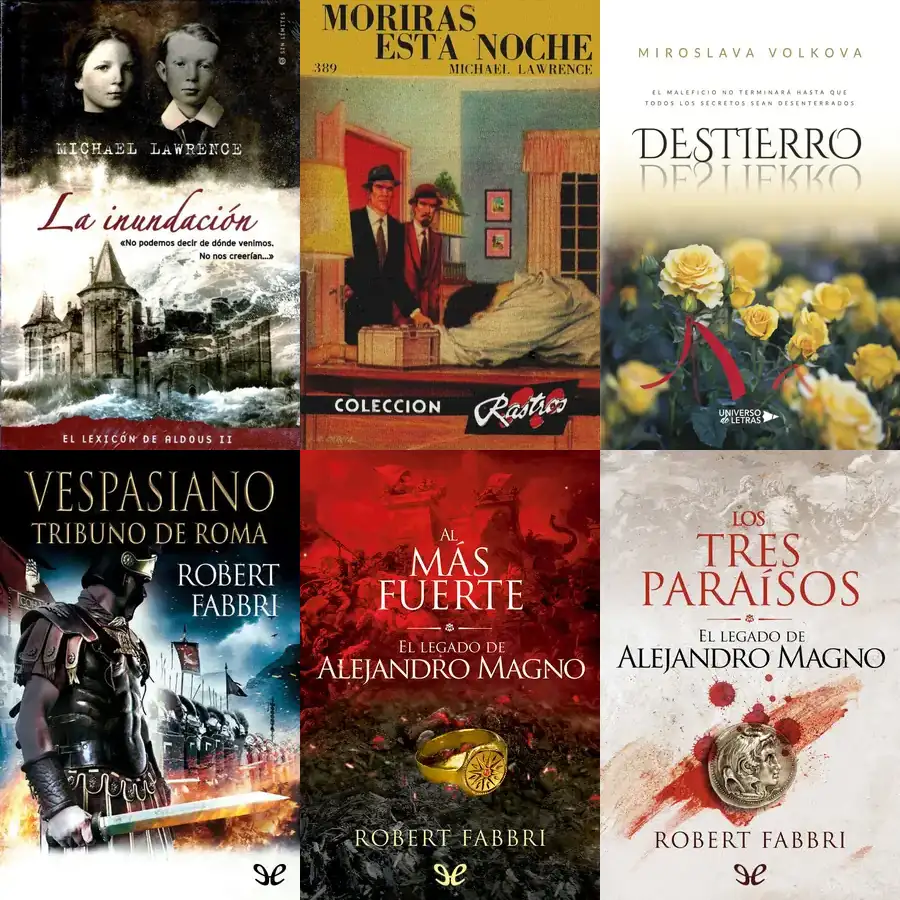 SIN LÍMITES
MICHAEL LAWRENCE
La inundación
«No podemos decir de dónde venimos.
No nos creerían...»
EL LEXICÓN DE ALDOUS II
MORIRAS
ESTA NOCHE
389
MICHAEL LAWRENCE
COLECCION
Rastros
MIROSLAVA VOLKOVA
EL MALEFICIO NO TERMINARÁ HASTA QUE
TODOS LOS SECRETOS SEAN DESENTERRADOS
DESTIERRO
UNIVERSO
de LETRAS
VESPASIANO
TRIBUNO DE ROMA
ROBERT
FABBRI
AL
MÁS
FUERTE
EL LEGADO DE
ALEJANDRO MAGNO
ROBERT FABBRI
LOS
TRES
PARAÍSOS
EL LEGADO DE
ALEJANDRO MAGNO
ROBERT FABBRI